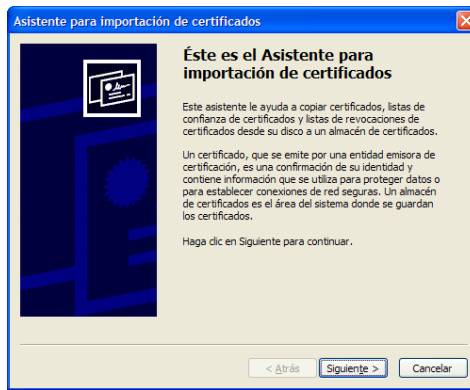 Asistente para importación de certificados
Éste es el Asistente para
importación de certificados
Este asistente le ayuda a copiar certificados, listas de
confianza de certificados y listas de revocaciones de
certificados desde su disco a un almacén de certificados.
Un certificado, que se emite por una entidad emisora de
certificación, es una confirmación de su identidad y
contiene información que se utiliza para proteger datos o
para establecer conexiones de red seguras. Un almacén
de certificados es el área del sistema donde se guardan
los certificados.
Haga clic en Siguiente para continuar.
< Atrás Siguiente > Cancelar